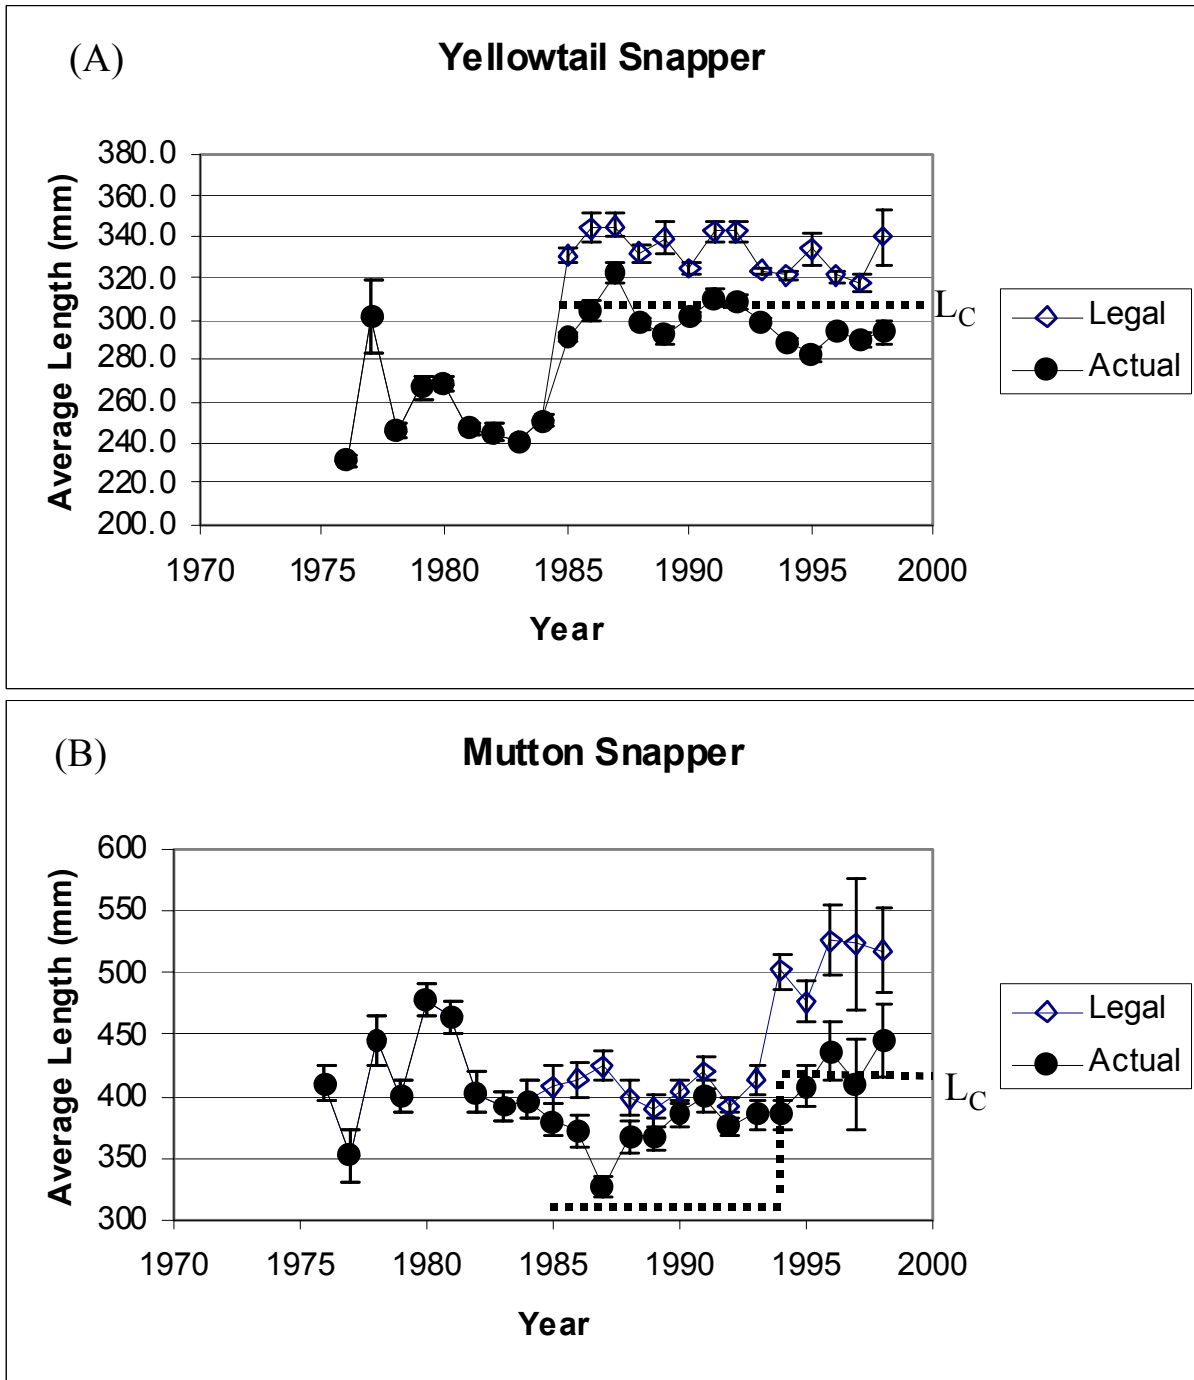 (A)
Yellowtail Snapper
Average Length (mm)
380.0
360.0
340.0
320.0
300.0
280.0
260.0
240.0
220.0
200.0
1970 1975 1980 1985 1990 1995 2000
Year
LC
Legal
Actual
(B)
Mutton Snapper
Average Length (mm)
600
550
500
450
400
350
300
1970 1975 1980 1985 1990 1995 2000
Year
LC
Legal
Actual